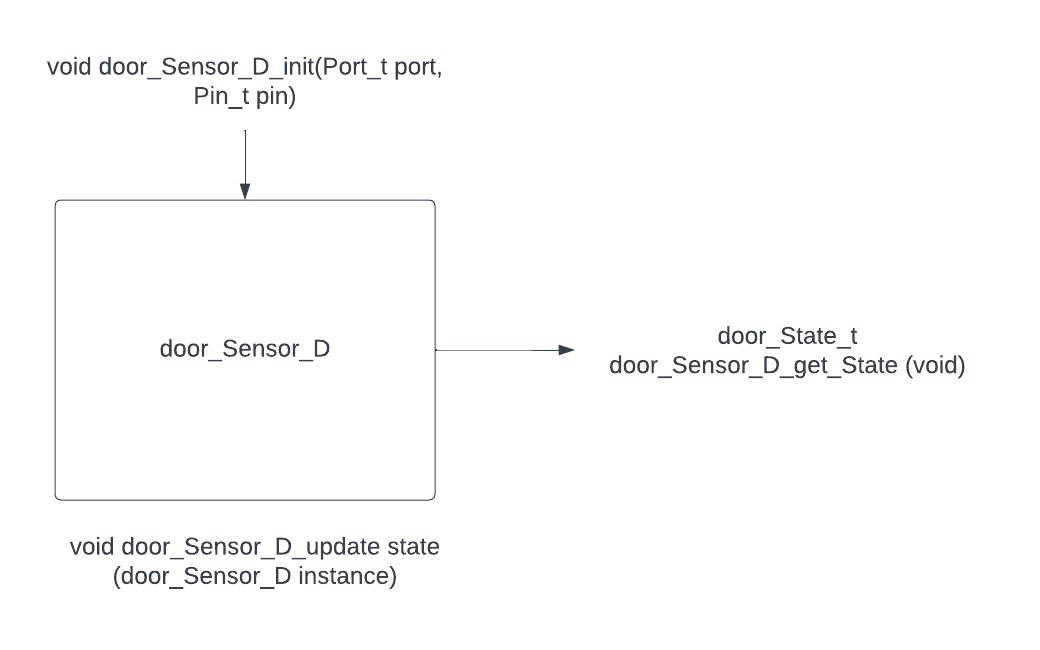 void door_Sensor_D_init(Port_t port,
Pin_t pin)
door_Sensor_D
door_State_t
door_Sensor_D_get_State (void)
void door_Sensor_D_update state
(door_Sensor_D instance)